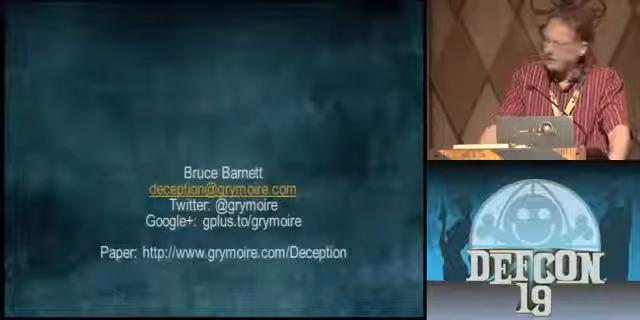 Bruce Barnett
deception@grymoire.com
Twitter: @grymoire
Google+: gplus.to/grymoire
Paper: http://www.grymoire.com/Deception
DEFCON
19